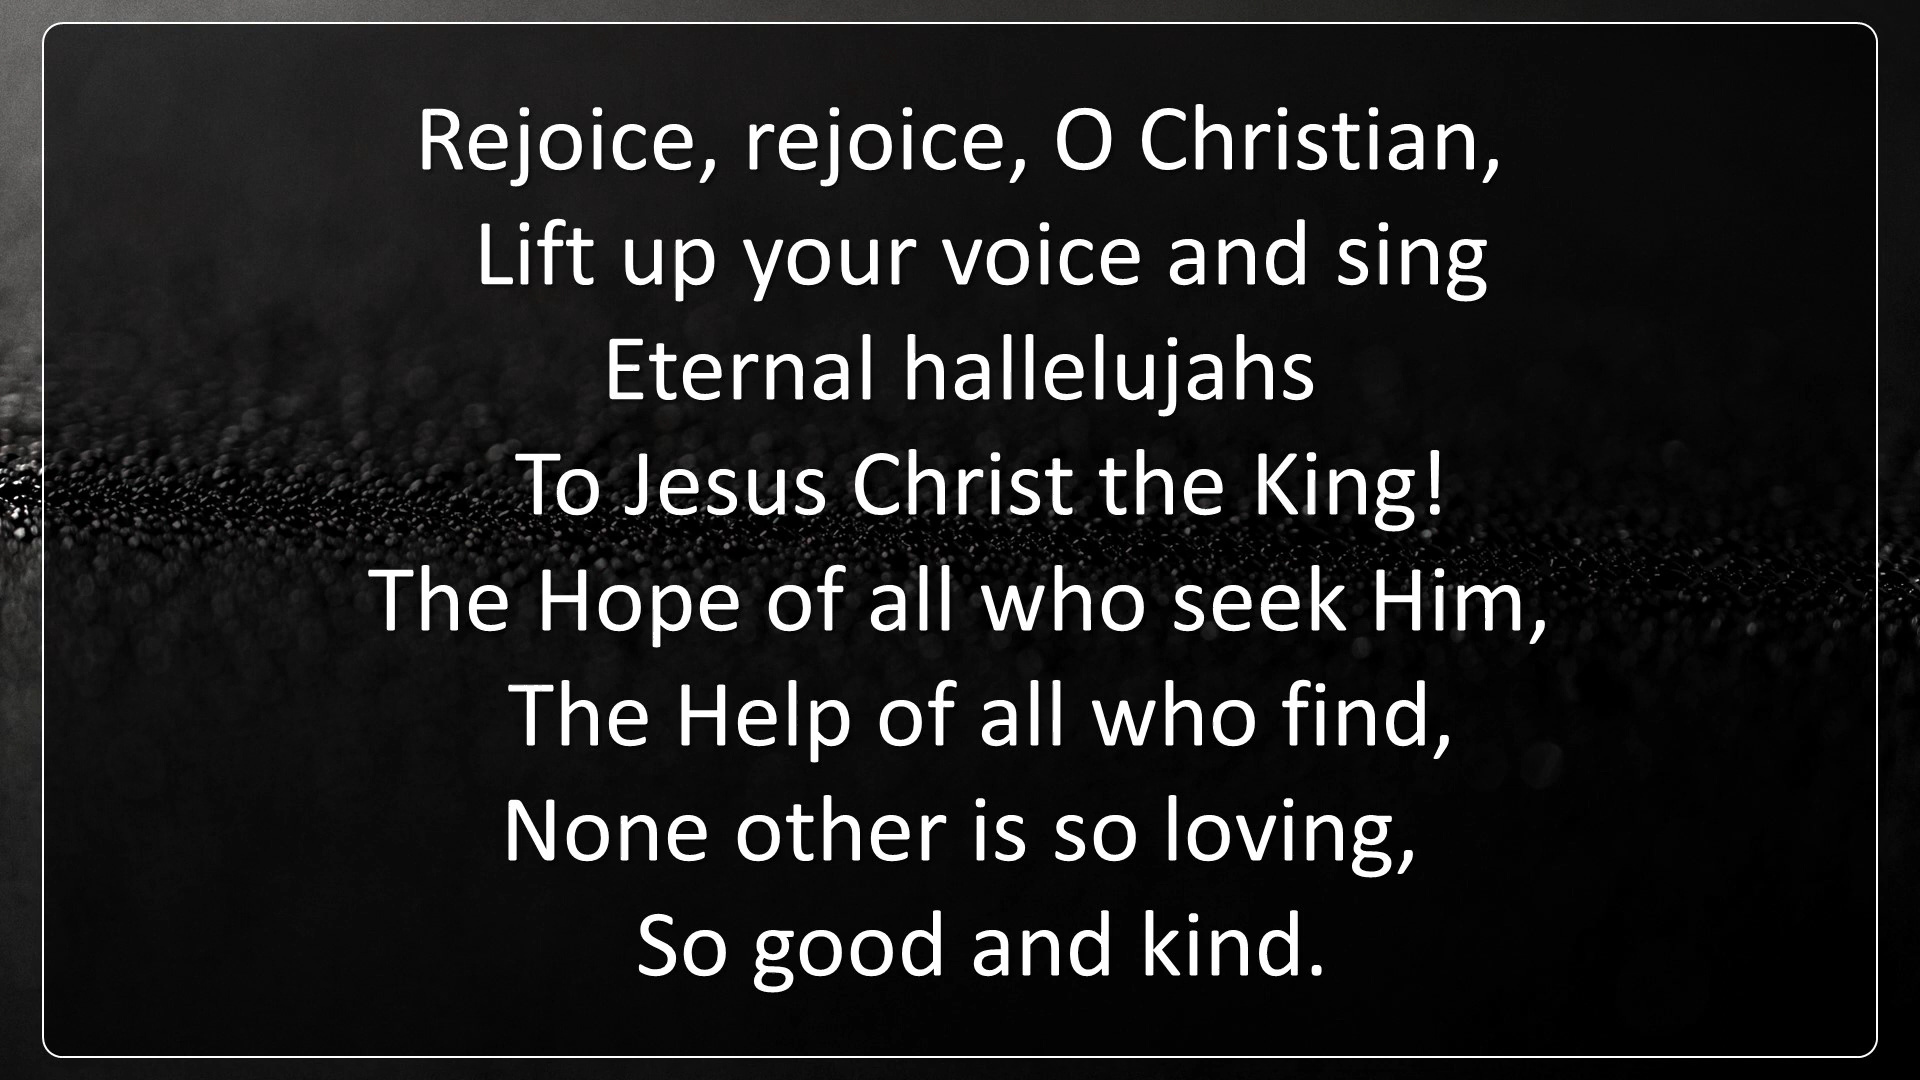 Rejoice, rejoice, O Christian,
Lift up your voice and sing
Eternal hallelujahs
To Jesus Christ the King!
The Hope of all who seek Him,
The Help of all who find,
None other is so loving,
So good and kind.